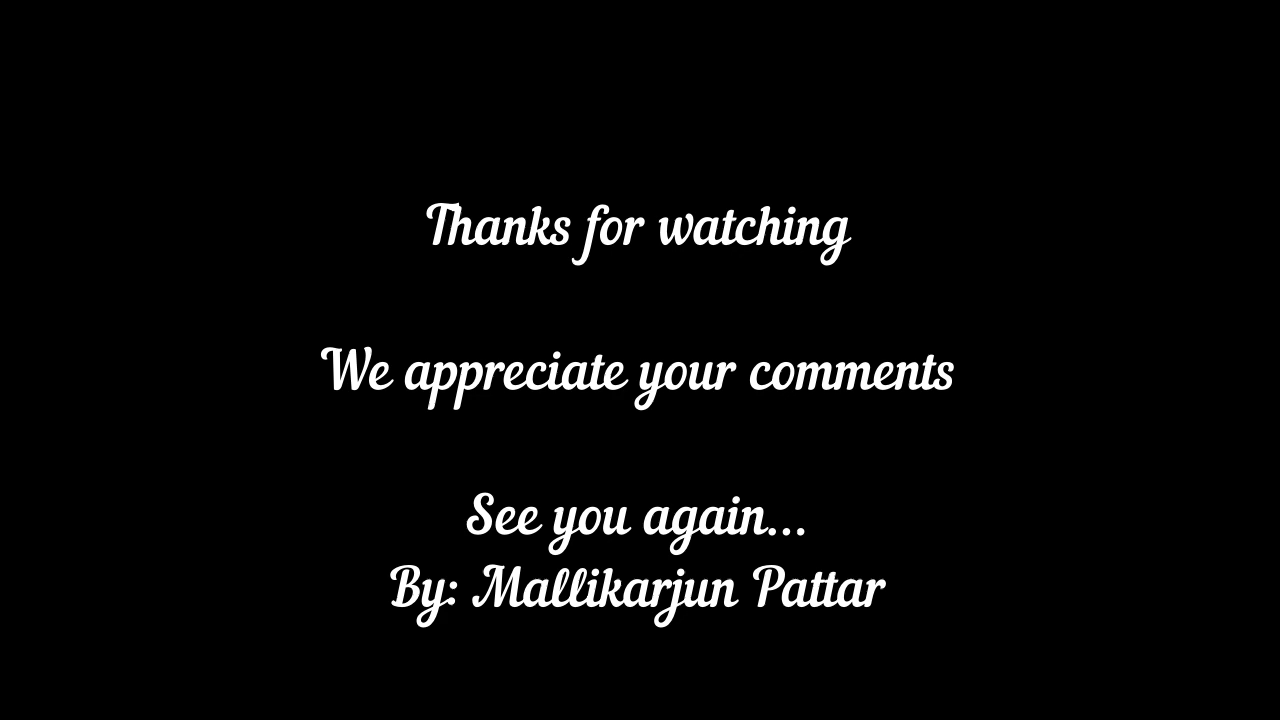 Thanks for watching
We appreciate your comments
See you again...
By: Mallikarjun Pattar